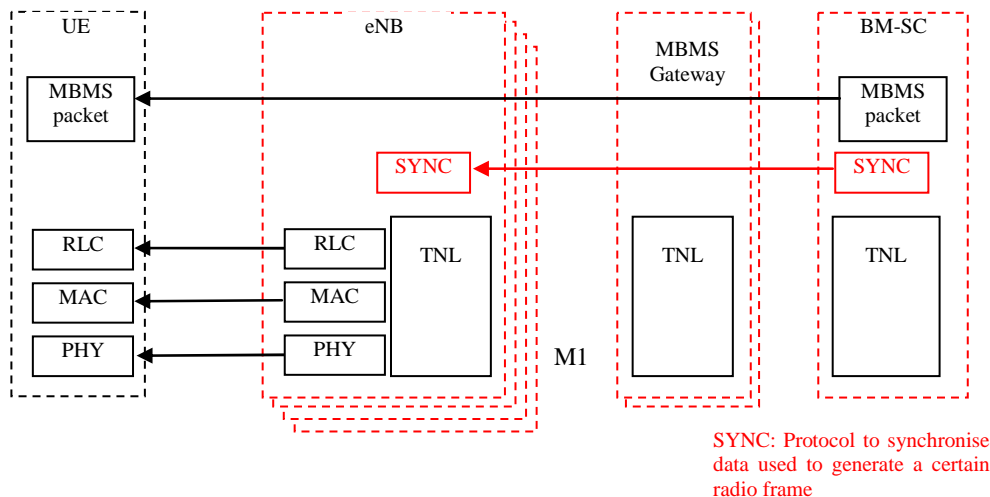 UE
eNB
MBMS
Gateway
BM-SC
MBMS
packet
MBMS
packet
SYNC
SYNC
RLC
RLC
TNL
TNL
TNL
MAC
MAC
PHY
PHY
M1
SYNC: Protocol to synchronise
data used to generate a certain
radio frame